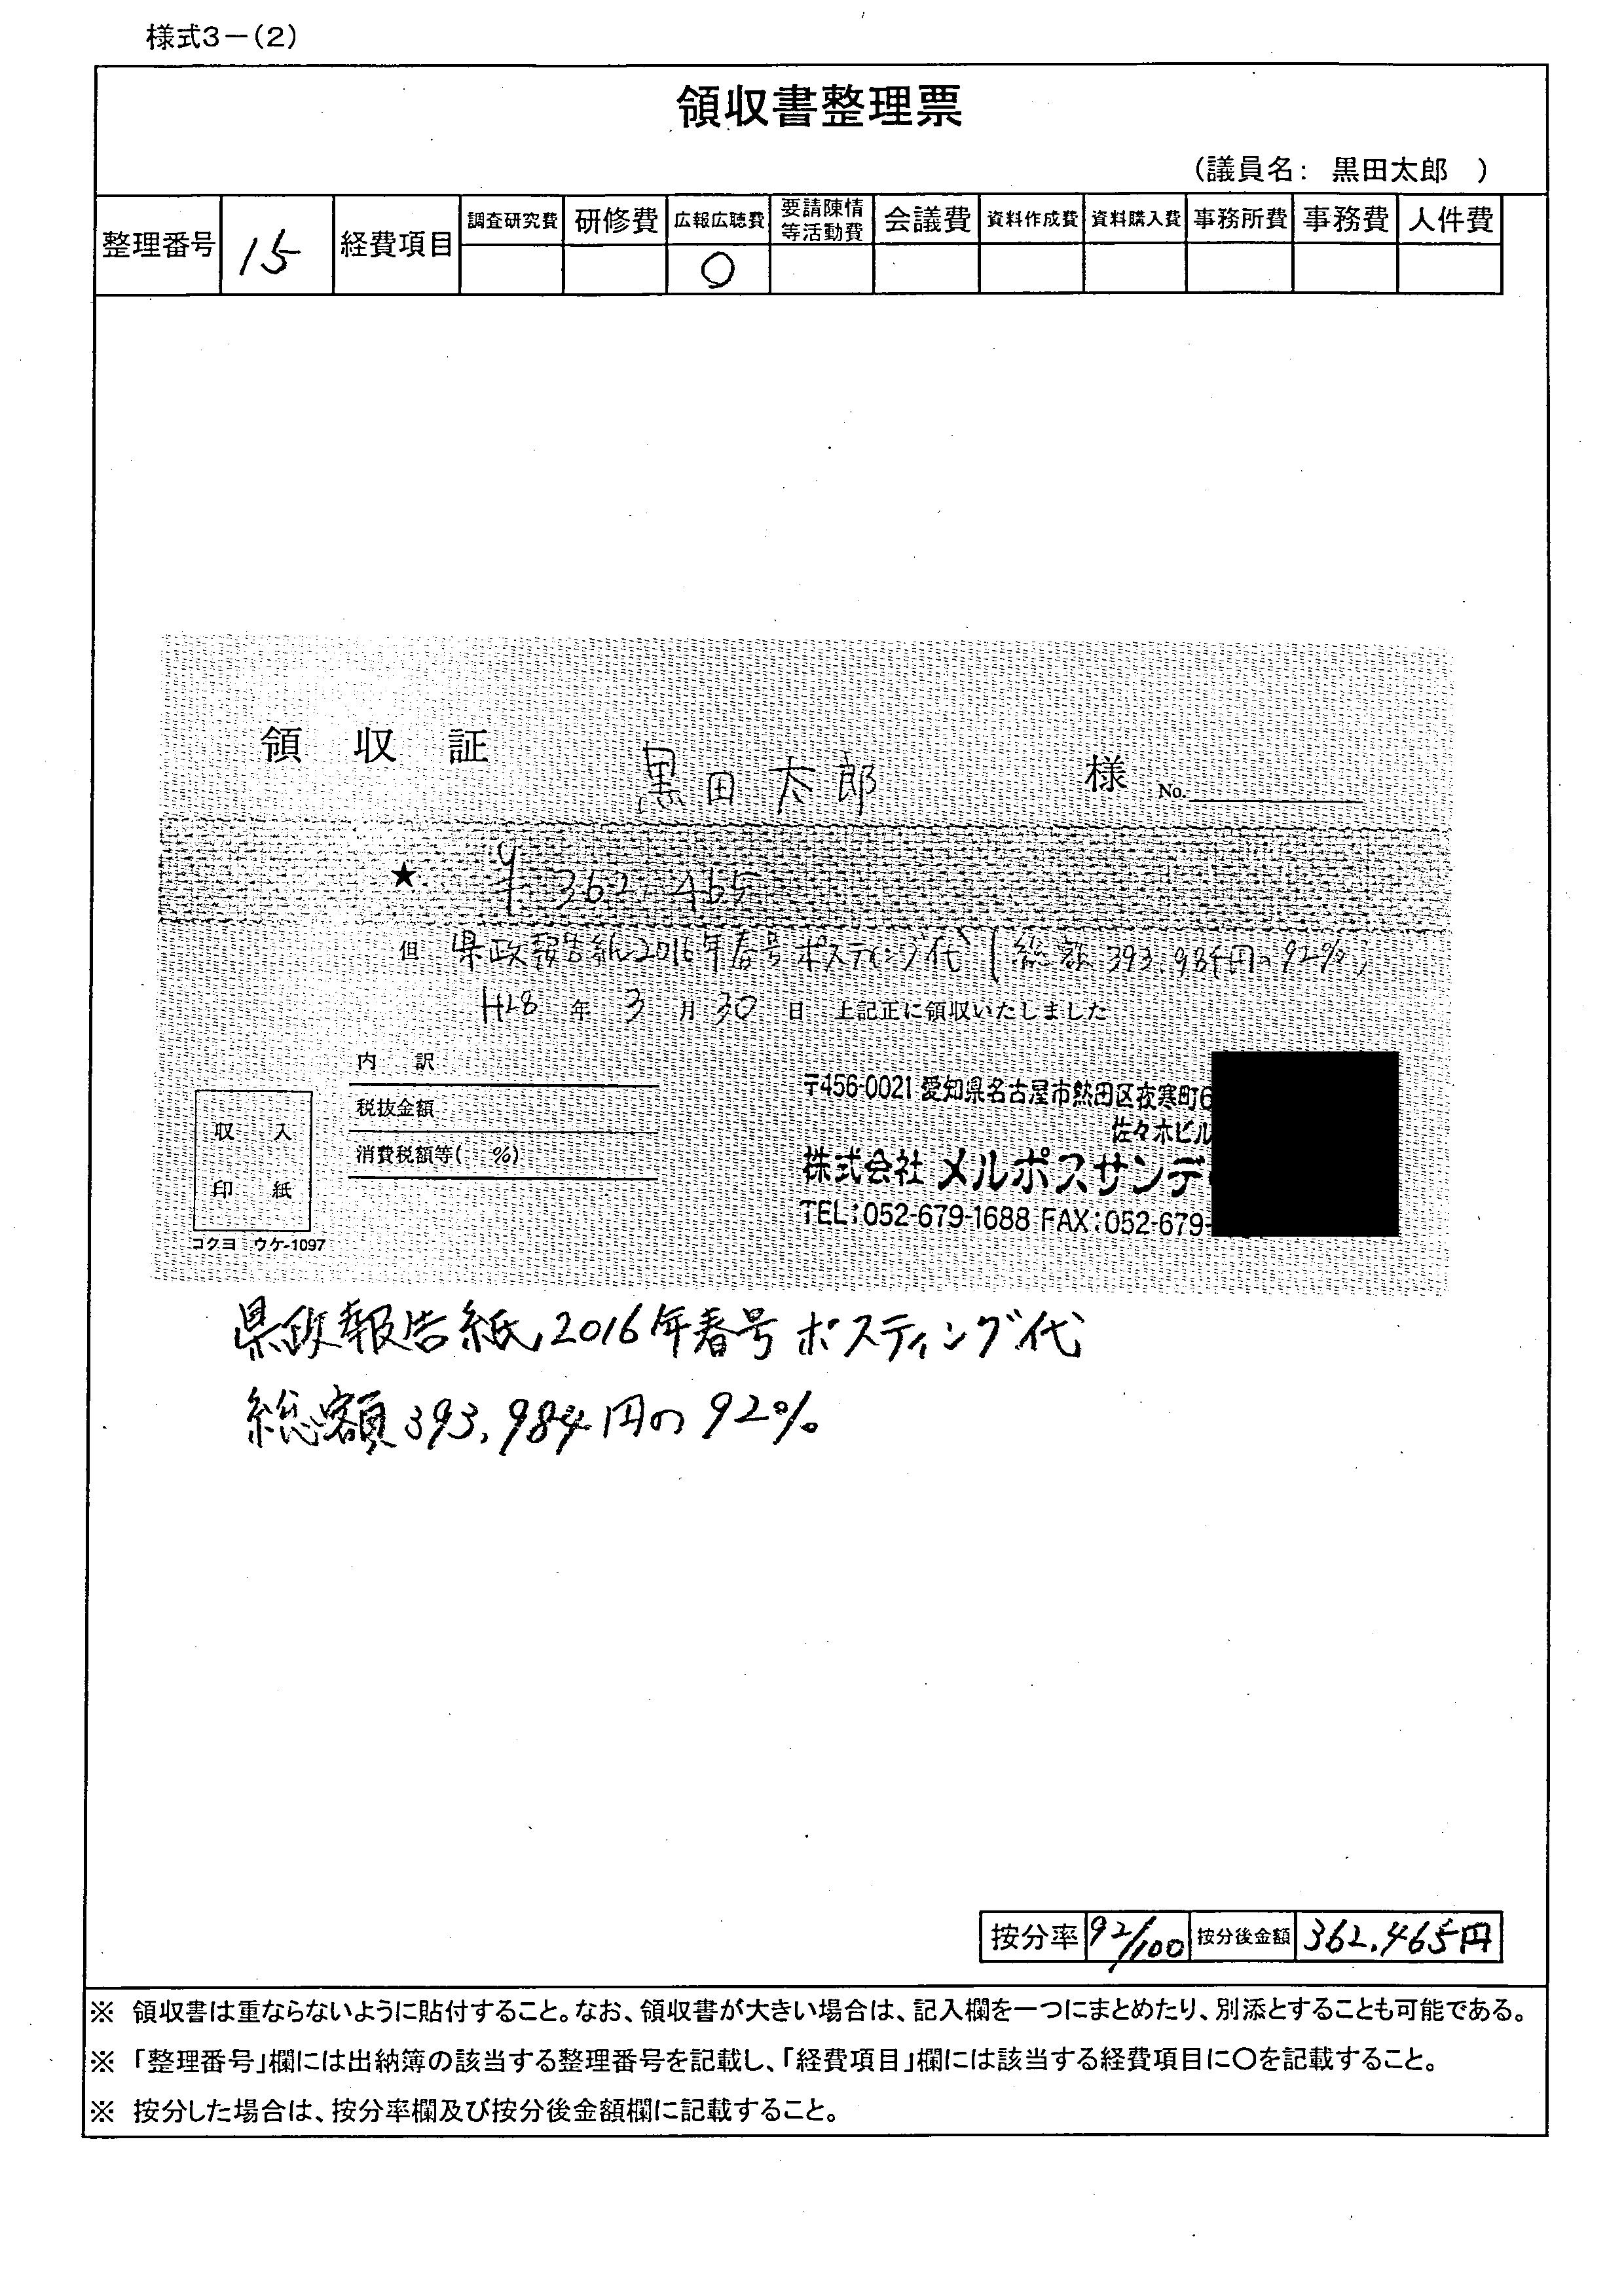 様式3－(2)
領収書整理票
(議員名： 黒田太郎 )
整理番号 15 経費項目 調査研究費 研修費 広報広聴費 要請陳情等活動費 会議費 資料作成費 資料購入費 事務所費 事務費 人件費
○
領 収 証 黒田太郎 様 No.
★ ¥362,465
但 県政報告紙2016年春号ポスティング代(総額393,984円の92%)
H28年3月30日 上記正に領収いたしました
内 訳
税抜金額
消費税額等( %)
収 入
印 紙
コクヨ ウケ-1097
〒456-0021 愛知県名古屋市熱田区夜寒町6
佐々木ビル
株式会社 メルポスサンデ
TEL:052-679-1688 FAX:052-679-
県政報告紙2016年春号ポスティング代
総額393,984円の92%
按分率 92/100 按分後金額 362,465円
※ 領収書は重ならないように貼付すること。なお、領収書が大きい場合は、記入欄を一つにまとめたり、別添とすることも可能である。
※ 「整理番号」欄には出納簿の該当する整理番号を記載し、「経費項目」欄には該当する経費項目に○を記載すること。
※ 按分した場合は、按分率欄及び按分後金額欄に記載すること。